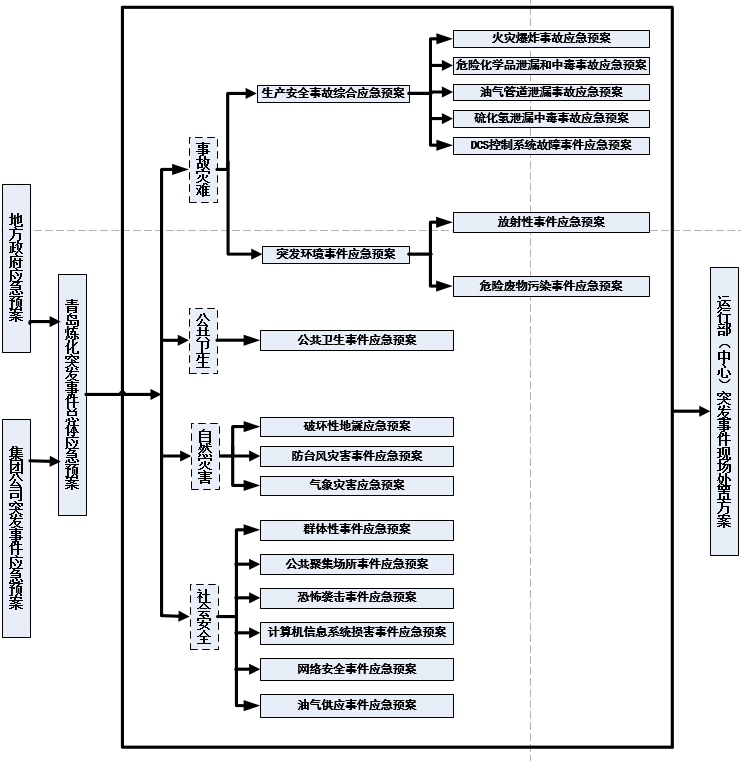 地方政府应急预案
集团公司突发事件应急预案
青岛炼化突发事件总体应急预案
事故灾难
生产安全事故综合应急预案
火灾爆炸事故应急预案
危险化学品泄漏和中毒事故应急预案
油气管道泄漏事故应急预案
硫化氢泄漏中毒事故应急预案
DCS控制系统故障事件应急预案
突发环境事件应急预案
放射性事件应急预案
危险废物污染事件应急预案
公共卫生
公共卫生事件应急预案
自然灾害
破坏性地震应急预案
防台风灾害事件应急预案
气象灾害应急预案
社会安全
群体性事件应急预案
公共聚集场所事件应急预案
恐怖袭击事件应急预案
计算机信息系统损害事件应急预案
网络安全事件应急预案
油气供应事件应急预案
运行部（中心）突发事件现场处置方案